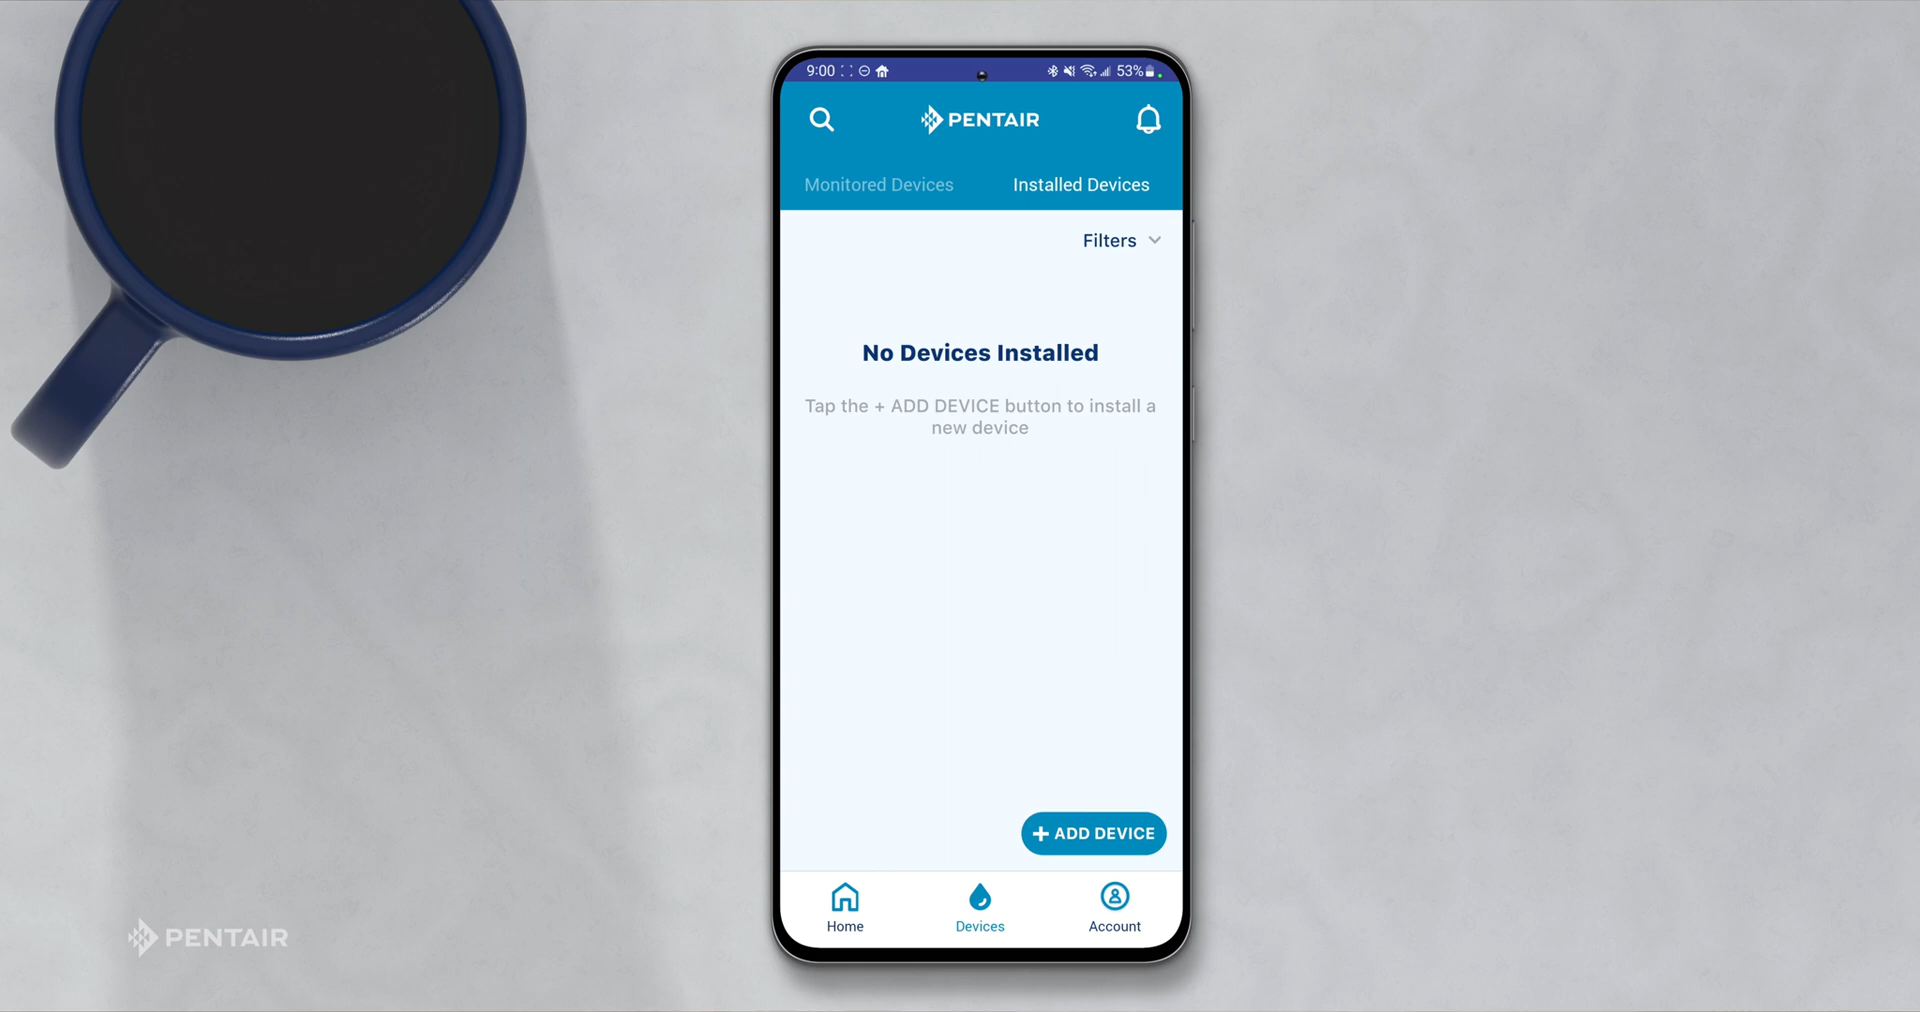 9:00
53%
PENTAIR
Monitored Devices
Installed Devices
Filters
No Devices Installed
Tap the + ADD DEVICE button to install a
new device
+ ADD DEVICE
Home
Devices
Account
PENTAIR